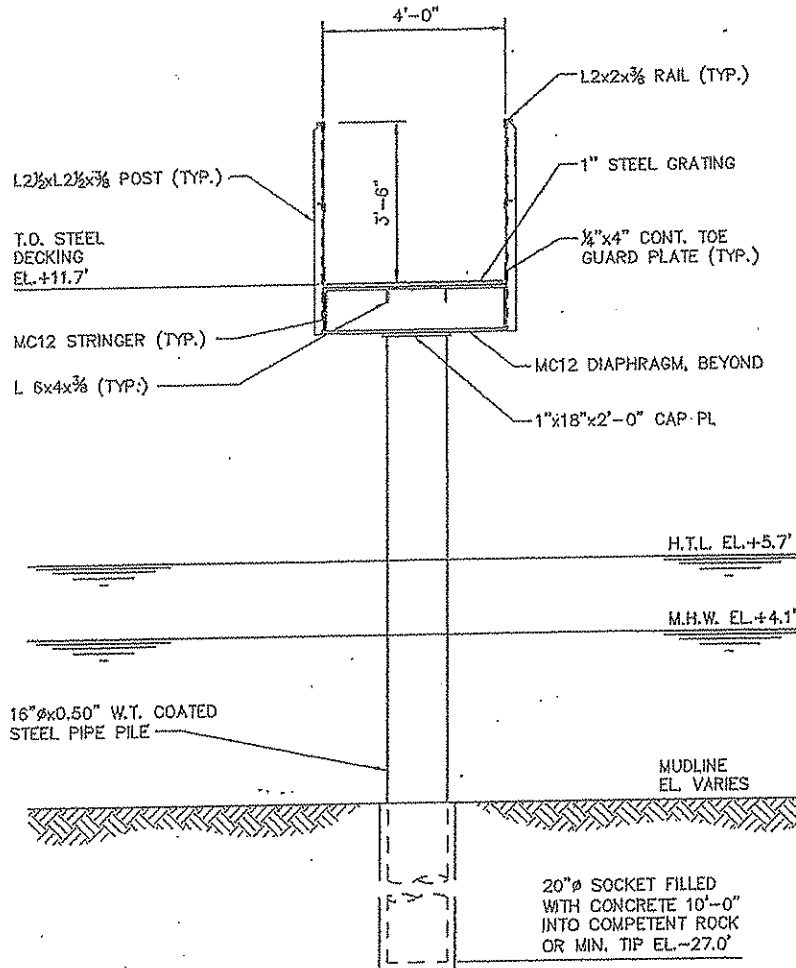 4'-0"
L2x2x⅜ RAIL (TYP.)
1" STEEL GRATING
L2½xL2½x⅜ POST (TYP.)
3'-6"
¼"x4" CONT. TOE
GUARD PLATE (TYP.)
T.O. STEEL
DECKING
EL.+11.7'
MC12 STRINGER (TYP.)
MC12 DIAPHRAGM, BEYOND
L 6x4x⅜ (TYP.)
1"x18"x2'-0" CAP PL
H.T.L. EL.+5.7'
M.H.W. EL.+4.1'
16"øx0.50" W.T. COATED
STEEL PIPE PILE
MUDLINE
EL. VARIES
20"ø SOCKET FILLED
WITH CONCRETE 10'-0"
INTO COMPETENT ROCK
OR MIN. TIP EL.-27.0'